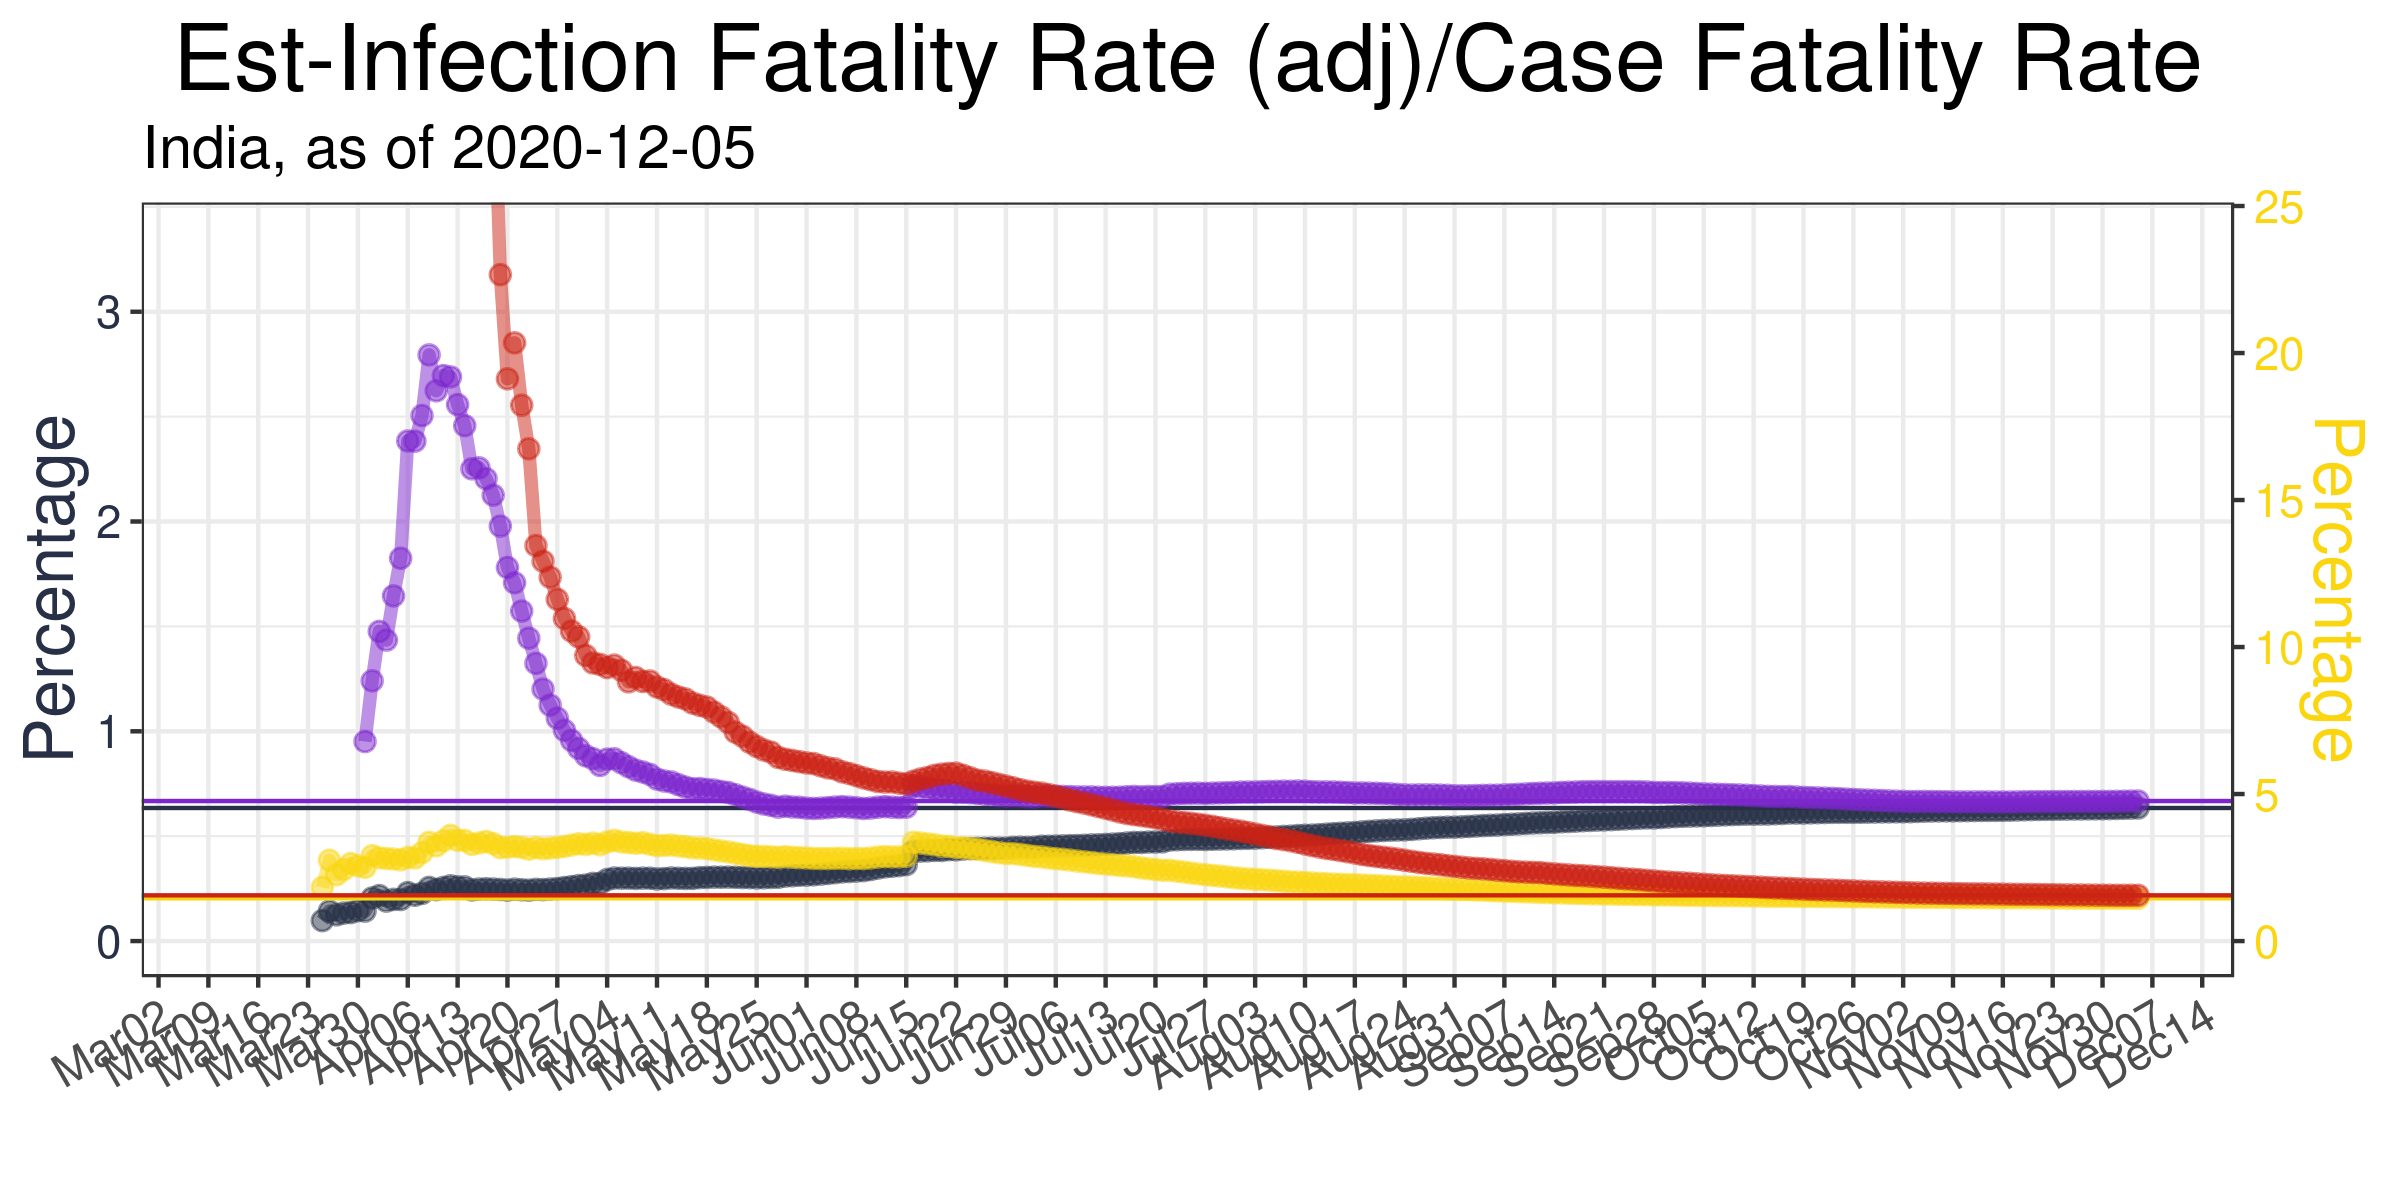 Est-Infection Fatality Rate (adj)/Case Fatality Rate
India, as of 2020-12-05
Percentage
3
2
1
0
25
20
15
10
5
0
Percentage
Mar02
Mar09
Mar16
Mar23
Mar30
Apr06
Apr13
Apr20
Apr27
May04
May11
May18
May25
Jun01
Jun08
Jun15
Jun22
Jun29
Jul06
Jul13
Jul20
Jul27
Aug03
Aug10
Aug17
Aug24
Aug31
Sep07
Sep14
Sep21
Sep28
Oct05
Oct12
Oct19
Oct26
Nov02
Nov09
Nov16
Nov23
Nov30
Dec07
Dec14